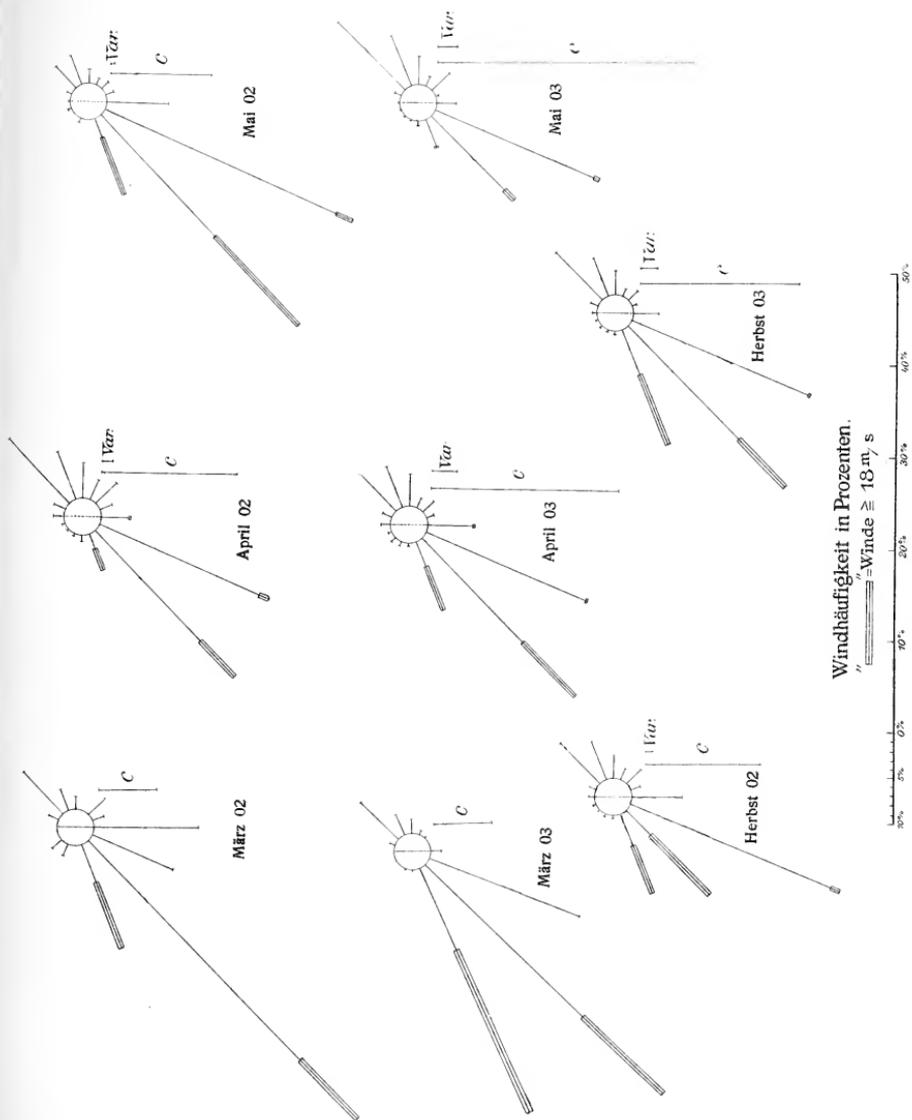 März 02
C
April 02
Var.
C
Mai 02
Var.
C
März 03
C
April 03
Var.
C
Mai 03
Var.
C
Herbst 02
Var.
C
Herbst 03
Var.
C
Windhäufigkeit in Prozenten.
" " =Winde ≧ 18 m/s
10% 5% 0% 10% 20% 30% 40% 50%